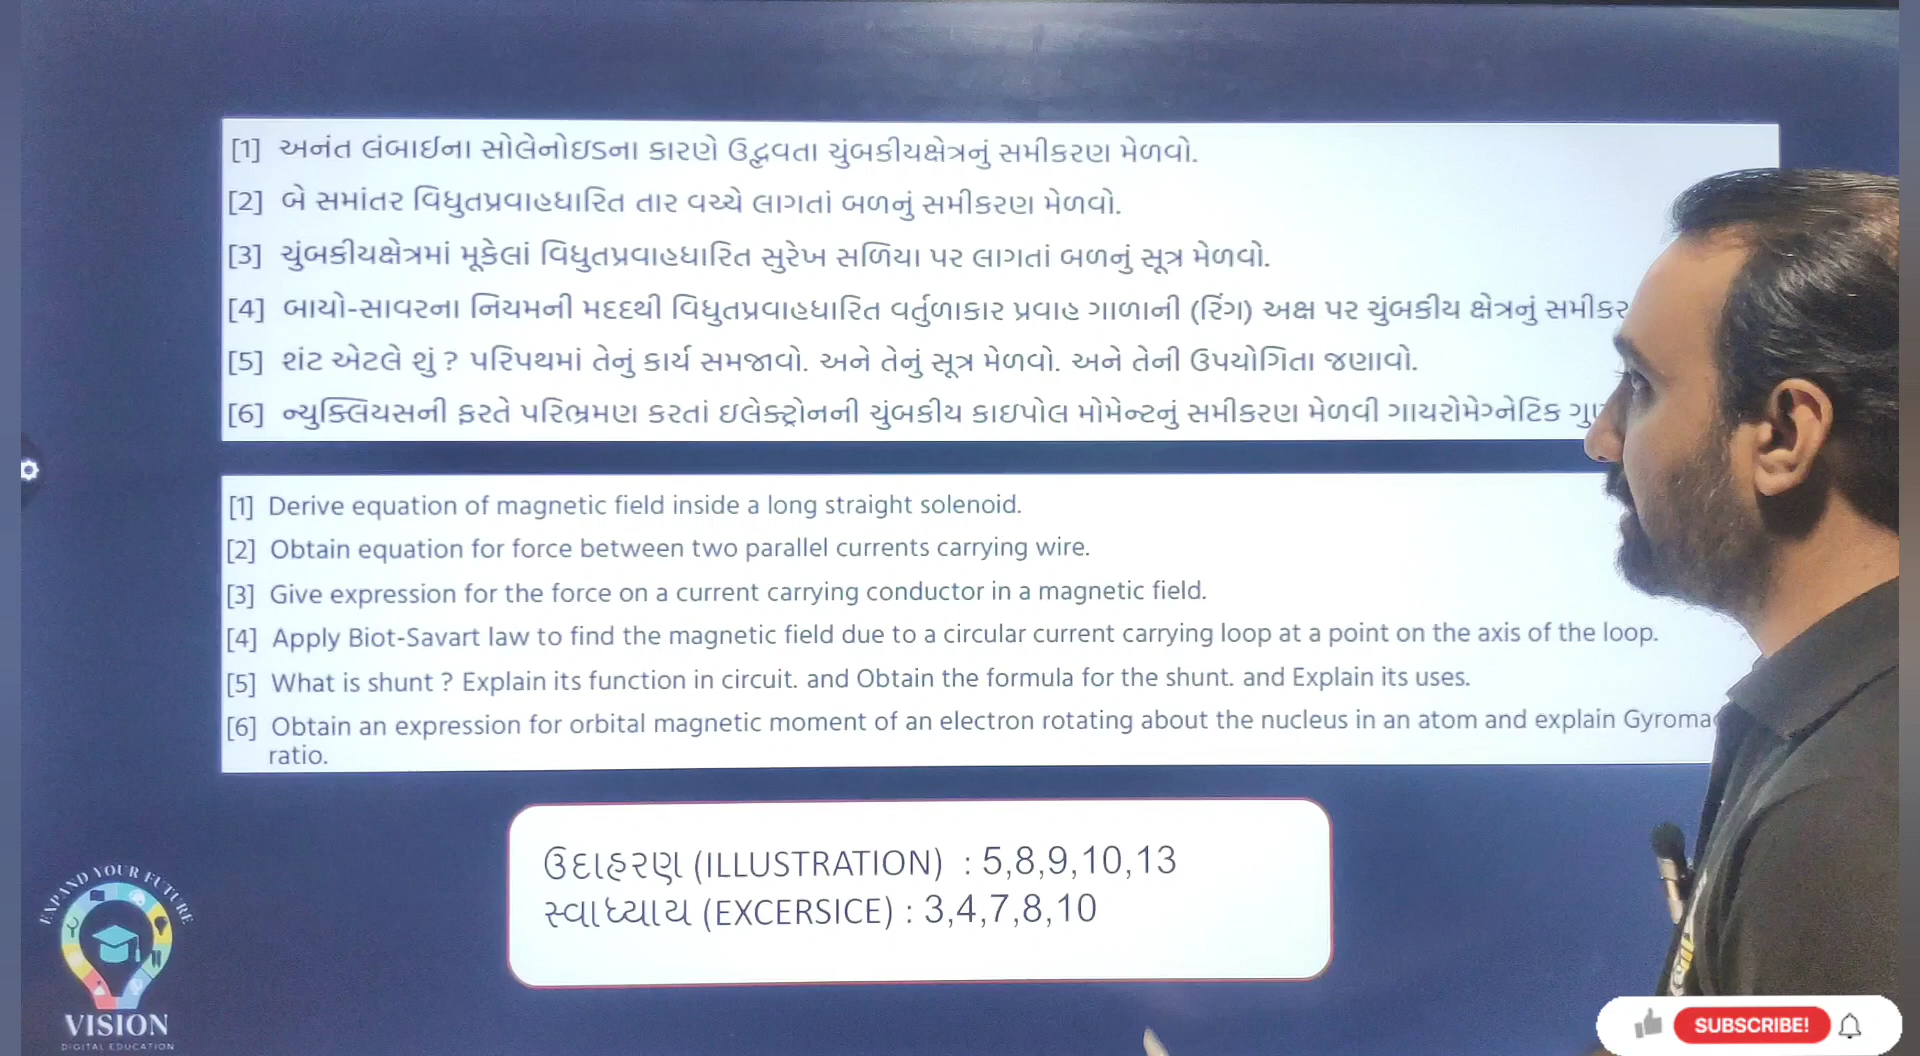 [1] અનંત લંબાઈના સોલેનોઇડના કારણે ઉદ્ભવતા ચુંબકીયક્ષેત્રનું સમીકરણ મેળવો.
[2] બે સમાંતર વિધુતપ્રવાહધારિત તાર વચ્ચે લાગતાં બળનું સમીકરણ મેળવો.
[3] ચુંબકીયક્ષેત્રમાં મૂકેલાં વિધુતપ્રવાહધારિત સુરેખ સળિયા પર લાગતાં બળનું સૂત્ર મેળવો.
[4] બાયો-સાવરના નિયમની મદદથી વિધુતપ્રવાહધારિત વર્તુળાકાર પ્રવાહ ગાળાની (રિંગ) અક્ષ પર ચુંબકીય ક્ષેત્રનું
[5] શંટ એટલે શું ? પરિપથમાં તેનું કાર્ય સમજાવો. અને તેનું સૂત્ર મેળવો. અને તેની ઉપયોગિતા જણાવો.
[6] ન્યુક્લિયસની ફરતે પરિભ્રમણ કરતાં ઇલેક્ટ્રોનની ચુંબકીય કાઇપોલ મોમેન્ટનું સમીકરણ મેળવી ગાયરોમેગ્નેટિક
[1] Derive equation of magnetic field inside a long straight solenoid.
[2] Obtain equation for force between two parallel currents carrying wire.
[3] Give expression for the force on a current carrying conductor in a magnetic field.
[4] Apply Biot-Savart law to find the magnetic field due to a circular current carrying loop at a point on the axis of the loop.
[5] What is shunt ? Explain its function in circuit. and Obtain the formula for the shunt. and Explain its uses.
[6] Obtain an expression for orbital magnetic moment of an electron rotating about the nucleus in an atom and explain
ratio.
ઉદાહરણ (ILLUSTRATION) : 5,8,9,10,13
સ્વાધ્યાય (EXCERSICE) : 3,4,7,8,10
EXPAND YOUR FUTURE
VISION
DIGITAL EDUCATION
SUBSCRIBE!